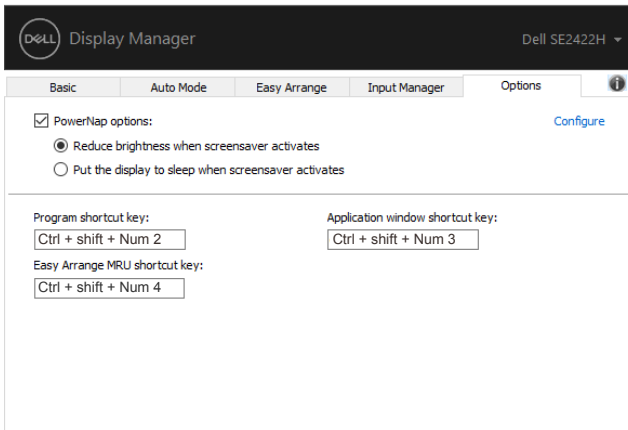 DELL Display Manager
Dell SE2422H
Basic Auto Mode Easy Arrange Input Manager Options
PowerNap options:
Configure
Reduce brightness when screensaver activates
Put the display to sleep when screensaver activates
Program shortcut key:
Application window shortcut key:
Ctrl + shift + Num 2
Ctrl + shift + Num 3
Easy Arrange MRU shortcut key:
Ctrl + shift + Num 4